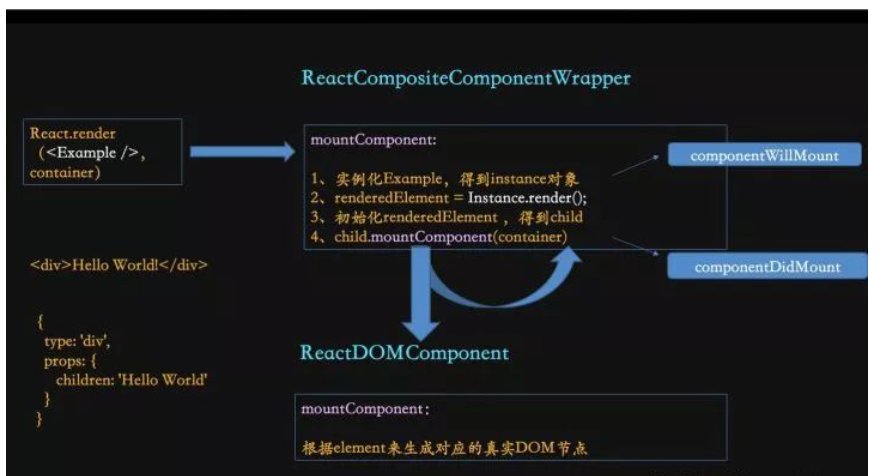 ReactCompositeComponentWrapper
React.render
(<Example />,
container)
mountComponent:
1、实例化Example，得到instance对象
2、renderedElement = Instance.render();
3、初始化renderedElement ，得到child
4、child.mountComponent(container)
componentWillMount
componentDidMount
<div>Hello World!</div>
{
type: 'div',
props: {
children: 'Hello World'
}
}
ReactDOMComponent
mountComponent：
根据element来生成对应的真实DOM节点